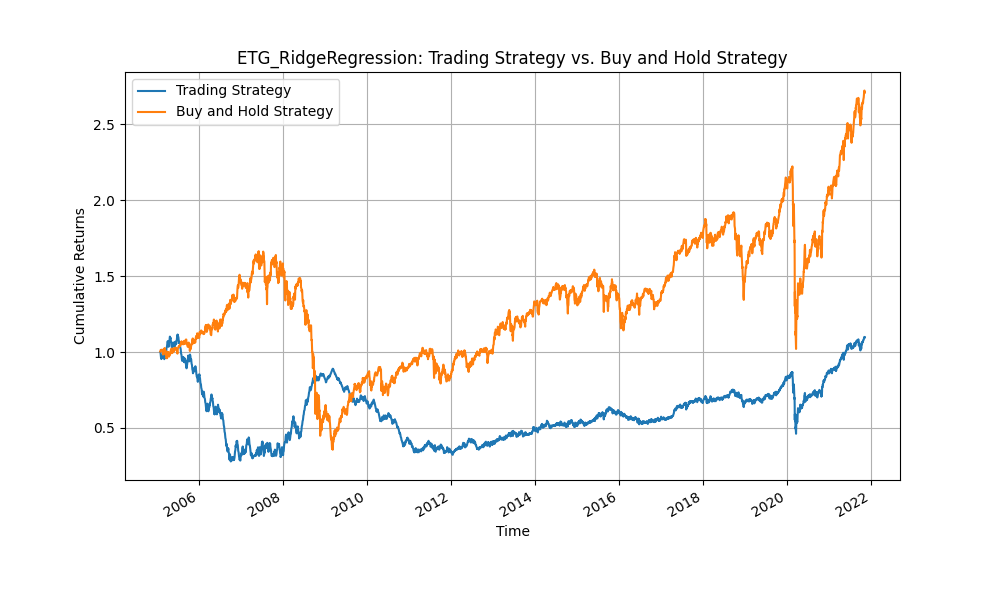 ETG_RidgeRegression: Trading Strategy vs. Buy and Hold Strategy
Trading Strategy
Buy and Hold Strategy
Cumulative Returns
2.5
2.0
1.5
1.0
0.5
2006 2008 2010 2012 2014 2016 2018 2020 2022
Time